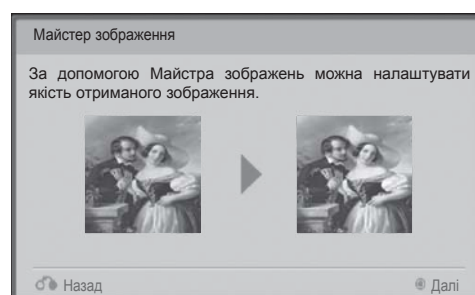 Майстер зображення
За допомогою Майстра зображень можна налаштувати
якість отриманого зображення.
Назад
Далі